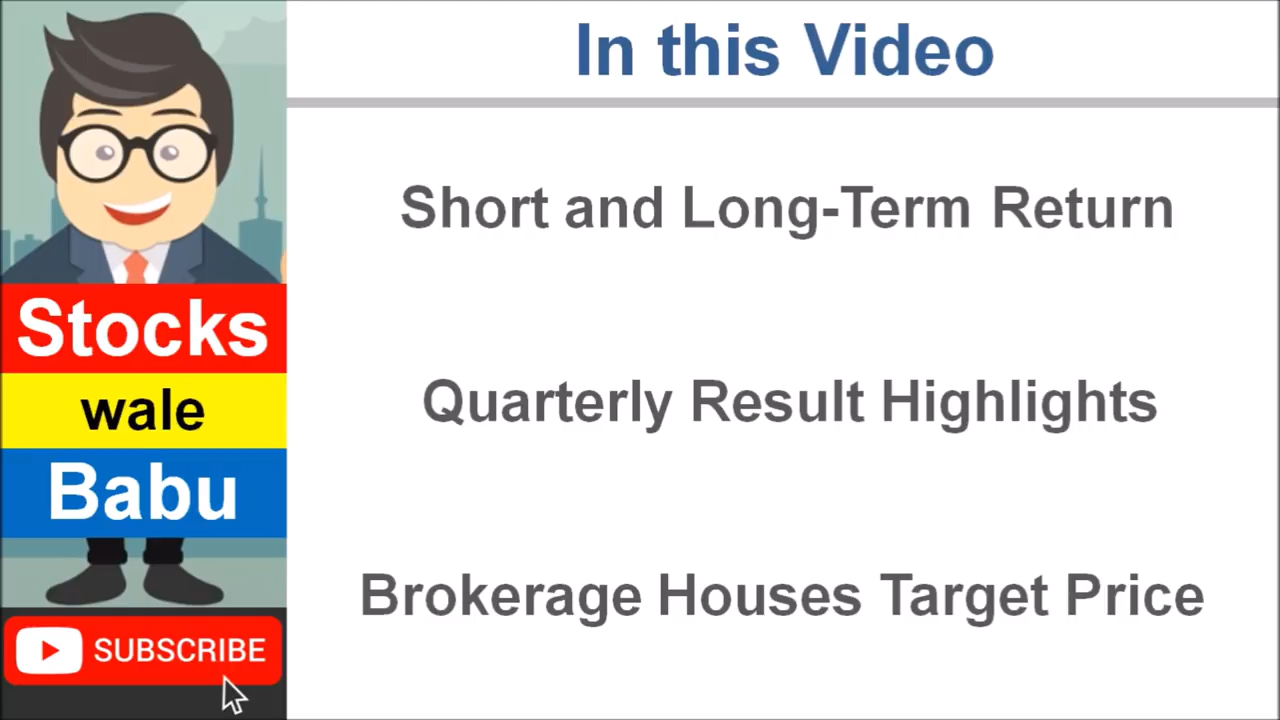 In this Video
Short and Long-Term Return
Quarterly Result Highlights
Brokerage Houses Target Price
Stocks
wale
Babu
SUBSCRIBE